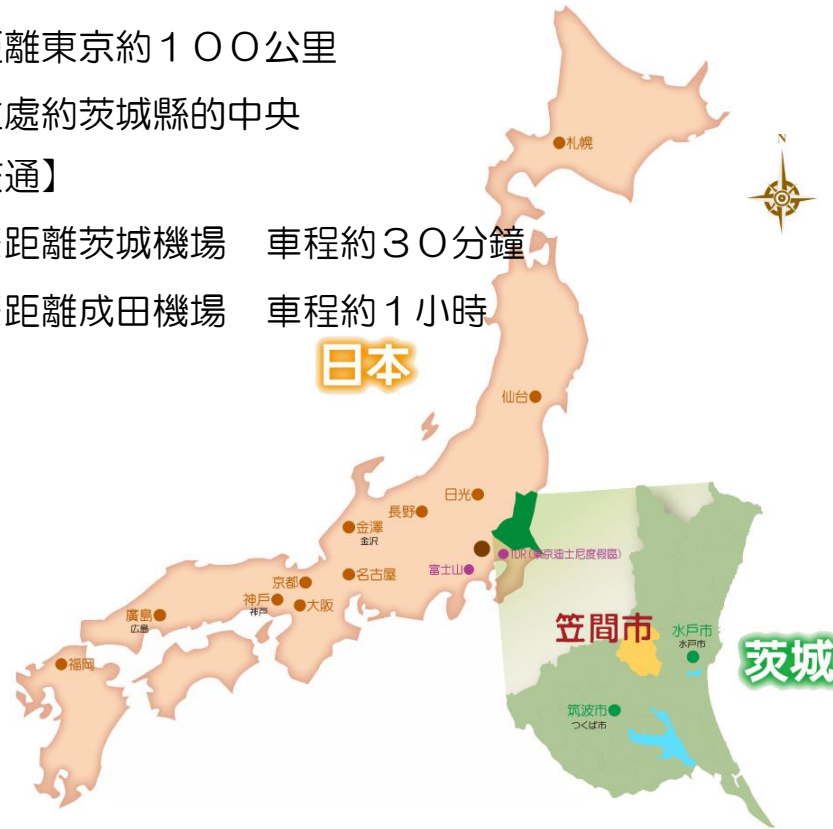 距離東京約１００公里
處約茨城縣的中央
通】
距離茨城機場　車程約３０分鐘
距離成田機場　車程約１小時
N
札幌
日本
仙台
日光
長野
金澤
金沢
TDR(東京迪士尼度假區)
富士山
名古屋
京都
神戶
神戸
大阪
廣島
広島
福岡
笠間市
水戶市
水戸市
茨城
筑波市
つくば市